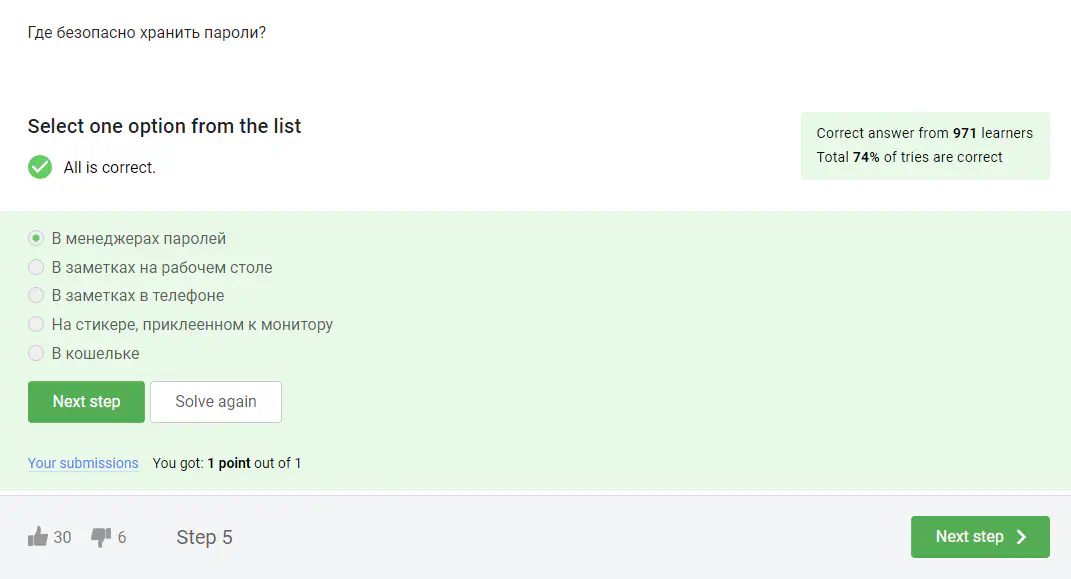 Где безопасно хранить пароли?
Select one option from the list
Correct answer from 971 learners
Total 74% of tries are correct
All is correct.
В менеджерах паролей
В заметках на рабочем столе
В заметках в телефоне
На стикере, приклеенном к монитору
В кошельке
Next step
Solve again
Your submissions You got: 1 point out of 1
30 6 Step 5
Next step